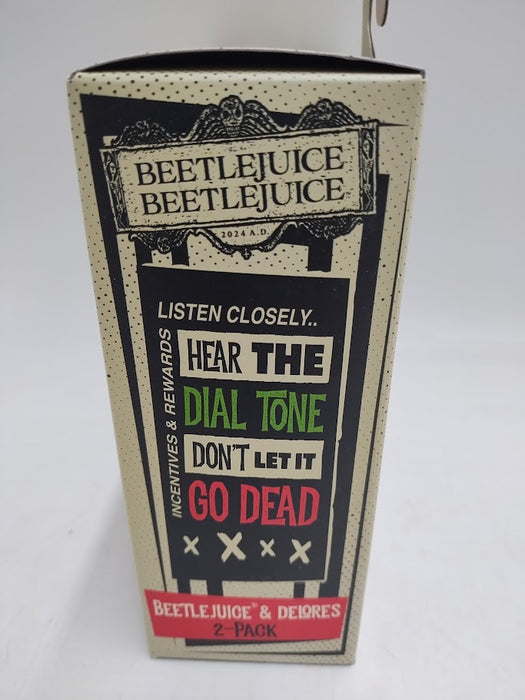 BEETLEJUICE
BEETLEJUICE
2024 A.D.
LISTEN CLOSELY..
INCENTIVES & REWARDS
HEAR THE
DIAL TONE
DON'T LET IT
GO DEAD
x X x x
BEETLEJUICE® & DELORES
2-PACK